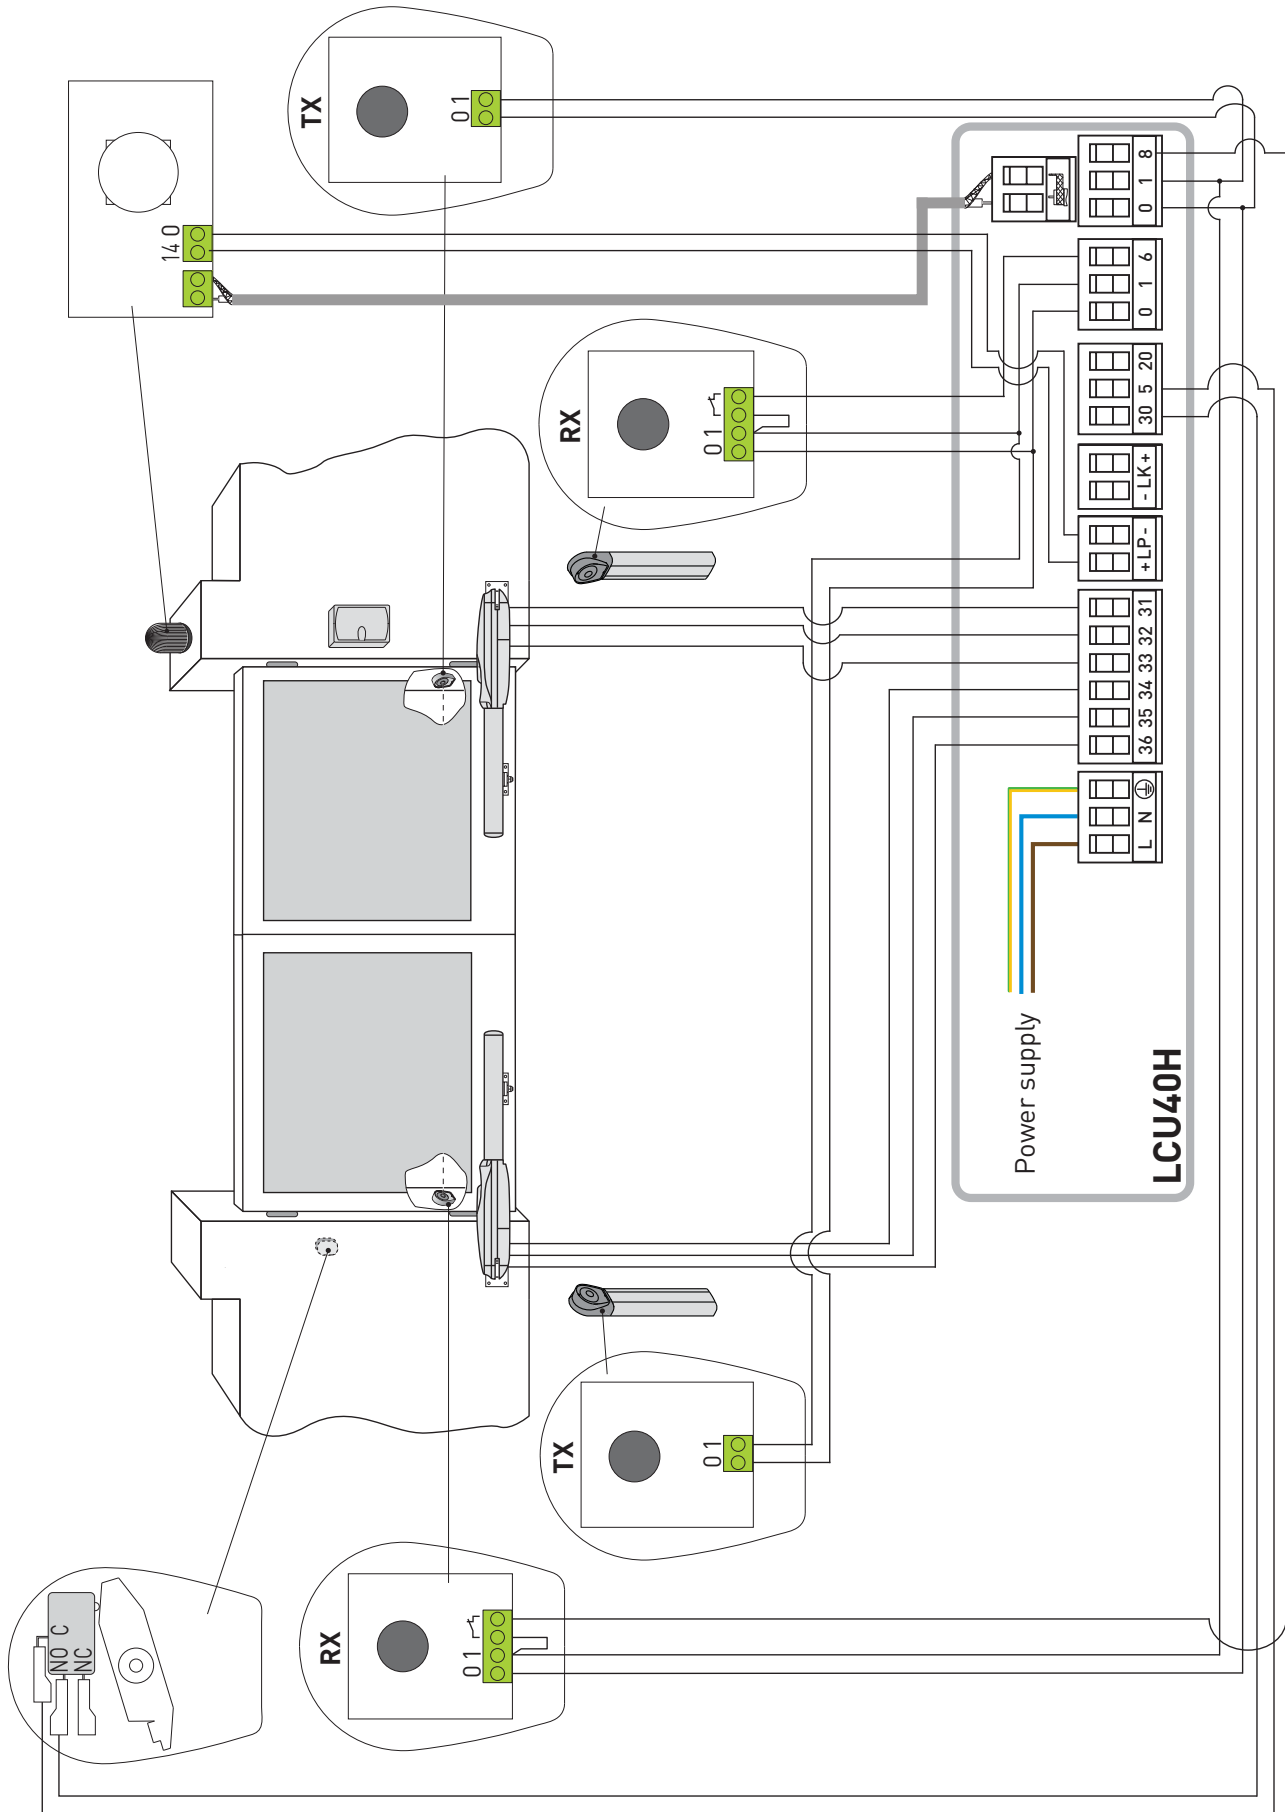 NO C
NC
14 0
RX
0 1
TX
0 1
TX
0 1
RX
0 1
Power supply
L N
36 35 34 33 32 31
+LP-
- LK+
30 5 20
0 1 6
0 1 8
LCU40H